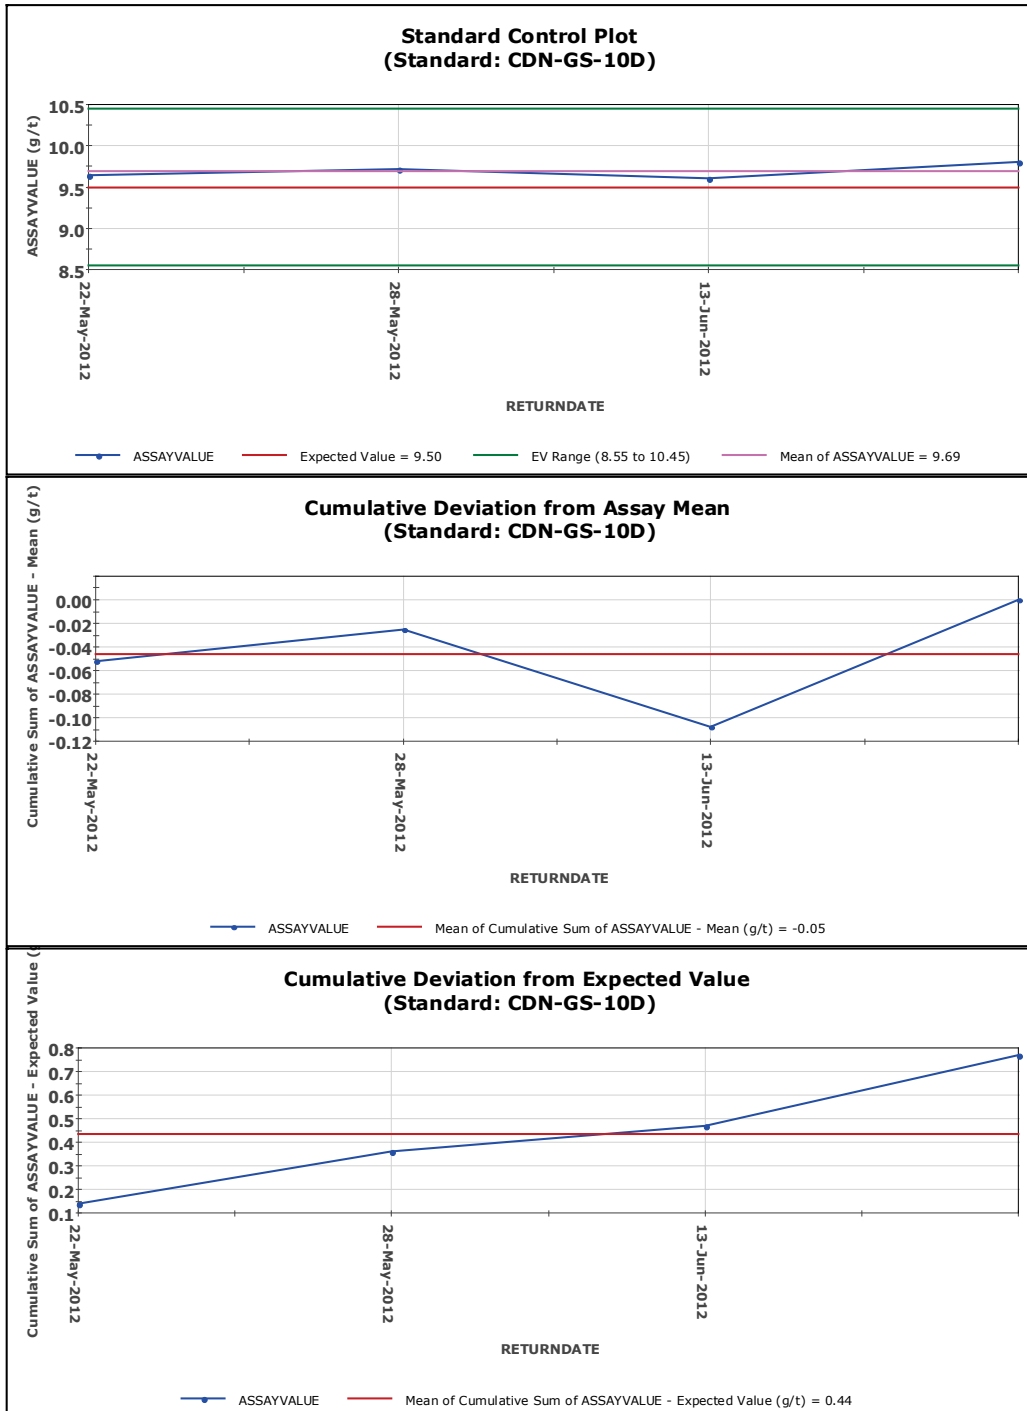 Standard Control Plot
(Standard: CDN-GS-10D)
ASSAYVALUE (g/t)
10.5
10.0
9.5
9.0
8.5
22-May-2012
28-May-2012
13-Jun-2012
RETURNDATE
ASSAYVALUE
Expected Value = 9.50
EV Range (8.55 to 10.45)
Mean of ASSAYVALUE = 9.69
Cumulative Deviation from Assay Mean
(Standard: CDN-GS-10D)
Cumulative Sum of ASSAYVALUE - Mean (g/t)
0.00
-0.02
-0.04
-0.06
-0.08
-0.10
-0.12
22-May-2012
28-May-2012
13-Jun-2012
RETURNDATE
ASSAYVALUE
Mean of Cumulative Sum of ASSAYVALUE - Mean (g/t) = -0.05
Cumulative Deviation from Expected Value
(Standard: CDN-GS-10D)
Cumulative Sum of ASSAYVALUE - Expected Value (
0.8
0.7
0.6
0.5
0.4
0.3
0.2
0.1
22-May-2012
28-May-2012
13-Jun-2012
RETURNDATE
ASSAYVALUE
Mean of Cumulative Sum of ASSAYVALUE - Expected Value (g/t) = 0.44